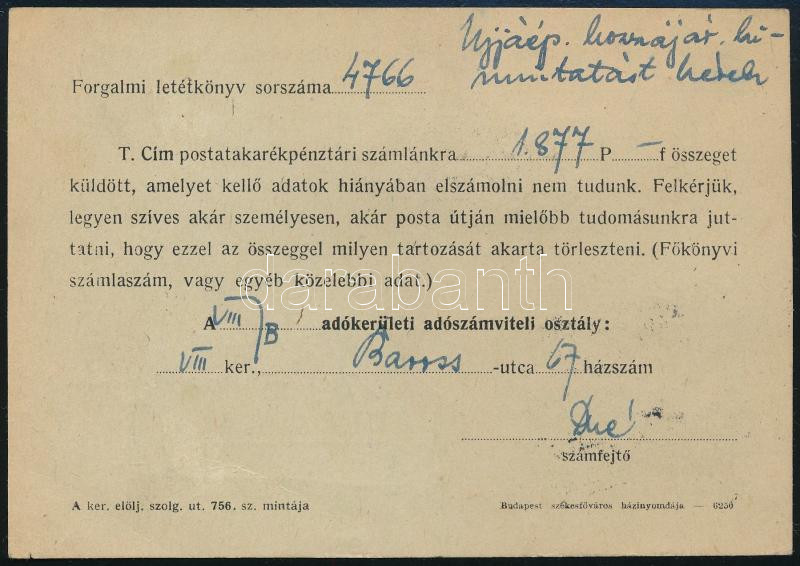 Ujjáép. hozzájár. ki-
mutatást kérek
Forgalmi letétkönyv sorszáma 4766
T. Cím postatakarékpénztári számlánkra 1.877 P — f összeget
küldött, amelyet kellő adatok hiányában elszámolni nem tudunk. Felkérjük,
legyen szíves akár személyesen, akár posta útján mielőbb tudomásunkra jut-
tatni, hogy ezzel az összeggel milyen tartozását akarta törleszteni. (Főkönyvi
számlaszám, vagy egyéb közelebbi adat.)
darabanth
A VIII/B adókerületi adószámviteli osztály:
VIII ker., Baross -utca 67 házszám
számfejtő
A ker. elölj. szolg. ut. 756. sz. mintája
Budapest székesfőváros házinyomdája — 6250